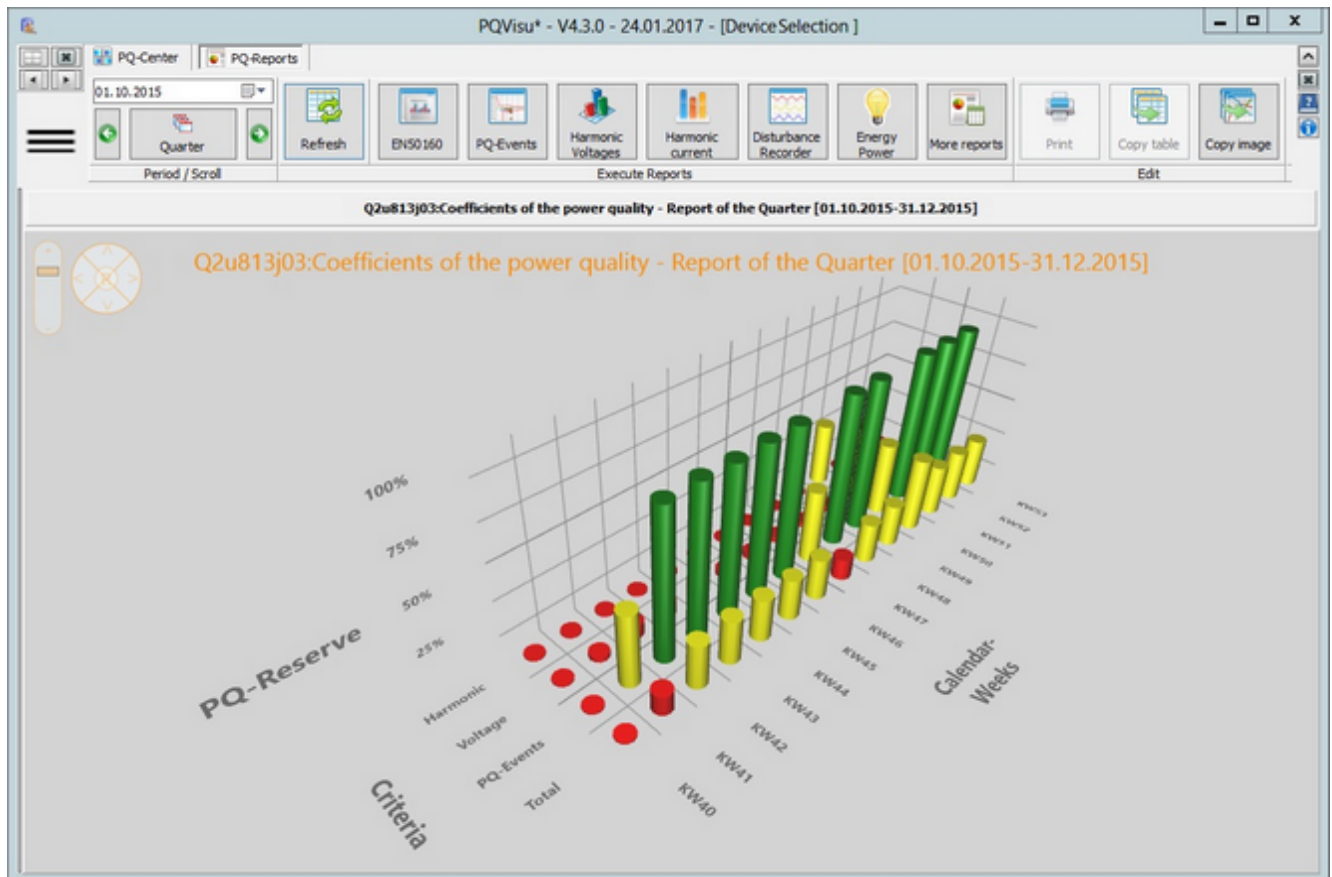 PQVisu* - V4.3.0 - 24.01.2017 - [DeviceSelection ]
PQ-Center
PQ-Reports
01.10.2015
Quarter
Refresh
EN50160
PQ-Events
Harmonic
Voltages
Harmonic
current
Disturbance
Recorder
Energy
Power
More reports
Print
Copy table
Copy image
Period / Scroll
Execute Reports
Edit
Q2u813j03:Coefficients of the power quality - Report of the Quarter [01.10.2015-31.12.2015]
Q2u813j03:Coefficients of the power quality - Report of the Quarter [01.10.2015-31.12.2015]
100%
75%
50%
25%
PQ-Reserve
Harmonic
Voltage
PQ-Events
Total
Criteria
KW40
KW41
KW42
KW43
KW44
KW45
KW46
KW47
KW48
KW49
KW50
KW51
KW52
KW53
Calendar-
Weeks